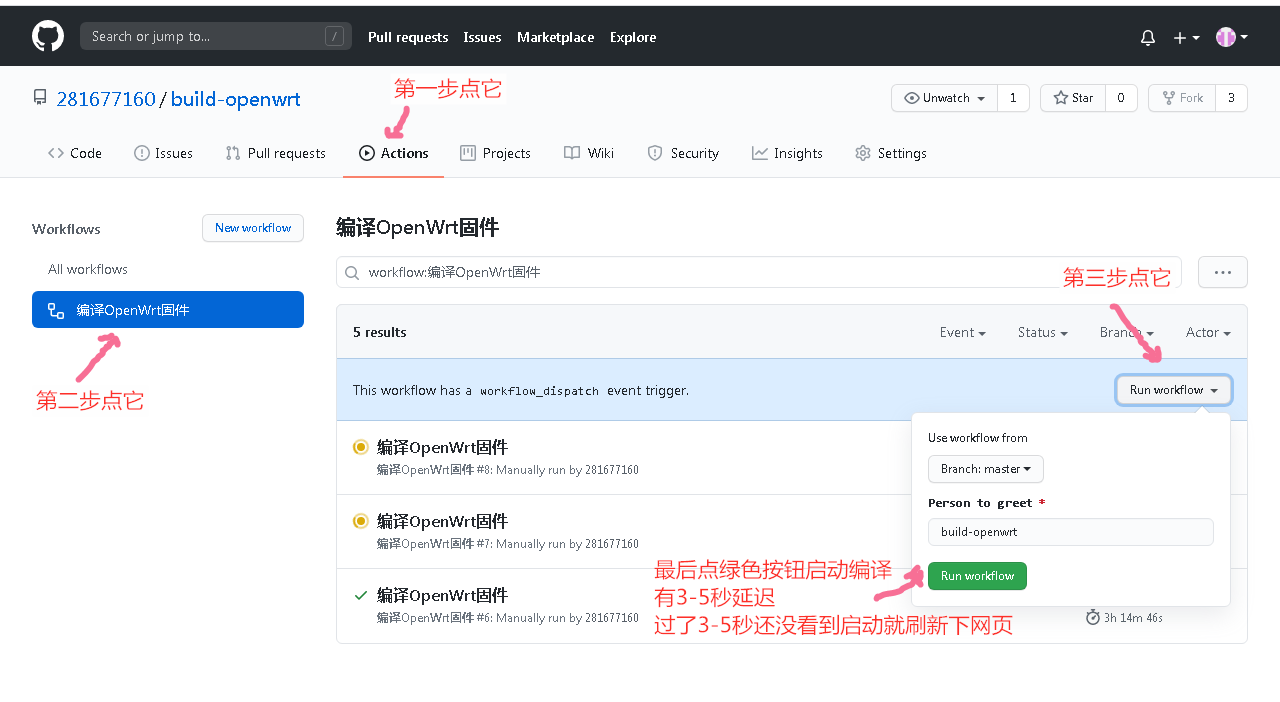 Search or jump to...
/
Pull requests
Issues
Marketplace
Explore
281677160/build-openwrt
第一步点它
Unwatch
1
Star
0
Fork
3
Code
Issues
Pull requests
Actions
Projects
Wiki
Security
Insights
Settings
Workflows
New workflow
All workflows
编译OpenWrt固件
第二步点它
编译OpenWrt固件
workflow:编译OpenWrt固件
第三步点它
5 results
Event
Status
Branch
Actor
This workflow has a workflow_dispatch event trigger.
Run workflow
编译OpenWrt固件
编译OpenWrt固件 #8: Manually run by 281677160
编译OpenWrt固件
编译OpenWrt固件 #7: Manually run by 281677160
编译OpenWrt固件
编译OpenWrt固件 #6: Manually run by 281677160
Use workflow from
Branch: master
Person to greet *
build-openwrt
Run workflow
最后点绿色按钮启动编译
有3-5秒延迟
过了3-5秒还没看到启动就刷新下网页
3h 14m 46s